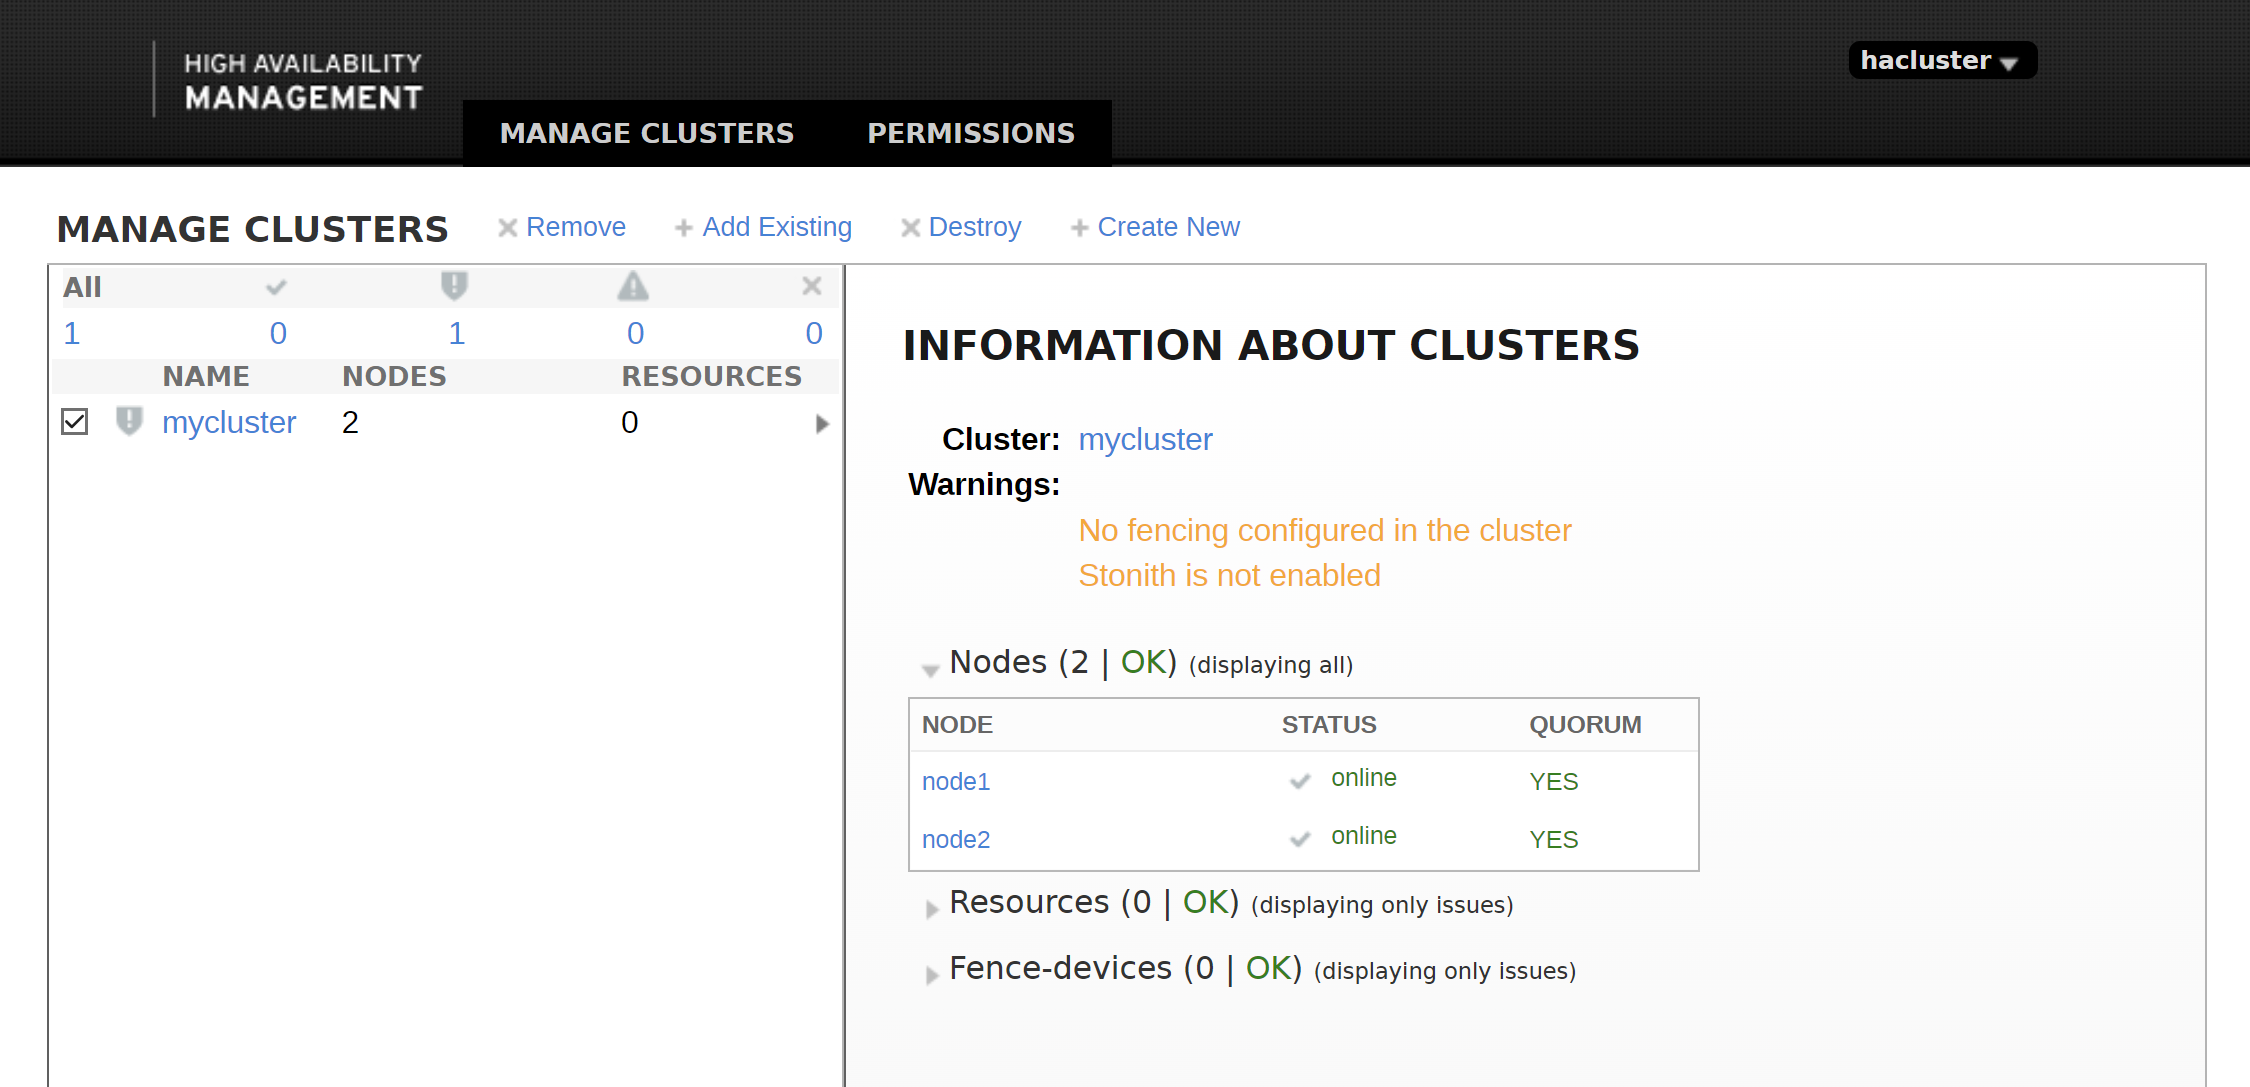 HIGH AVAILABILITY
MANAGEMENT
hacluster
MANAGE CLUSTERS PERMISSIONS
MANAGE CLUSTERS Remove Add Existing Destroy Create New
All
1 0 1 0 0
NAME NODES RESOURCES
mycluster 2 0
INFORMATION ABOUT CLUSTERS
Cluster: mycluster
Warnings:
No fencing configured in the cluster
Stonith is not enabled
Nodes (2 | OK) (displaying all)
NODE STATUS QUORUM
node1 online YES
node2 online YES
Resources (0 | OK) (displaying only issues)
Fence-devices (0 | OK) (displaying only issues)